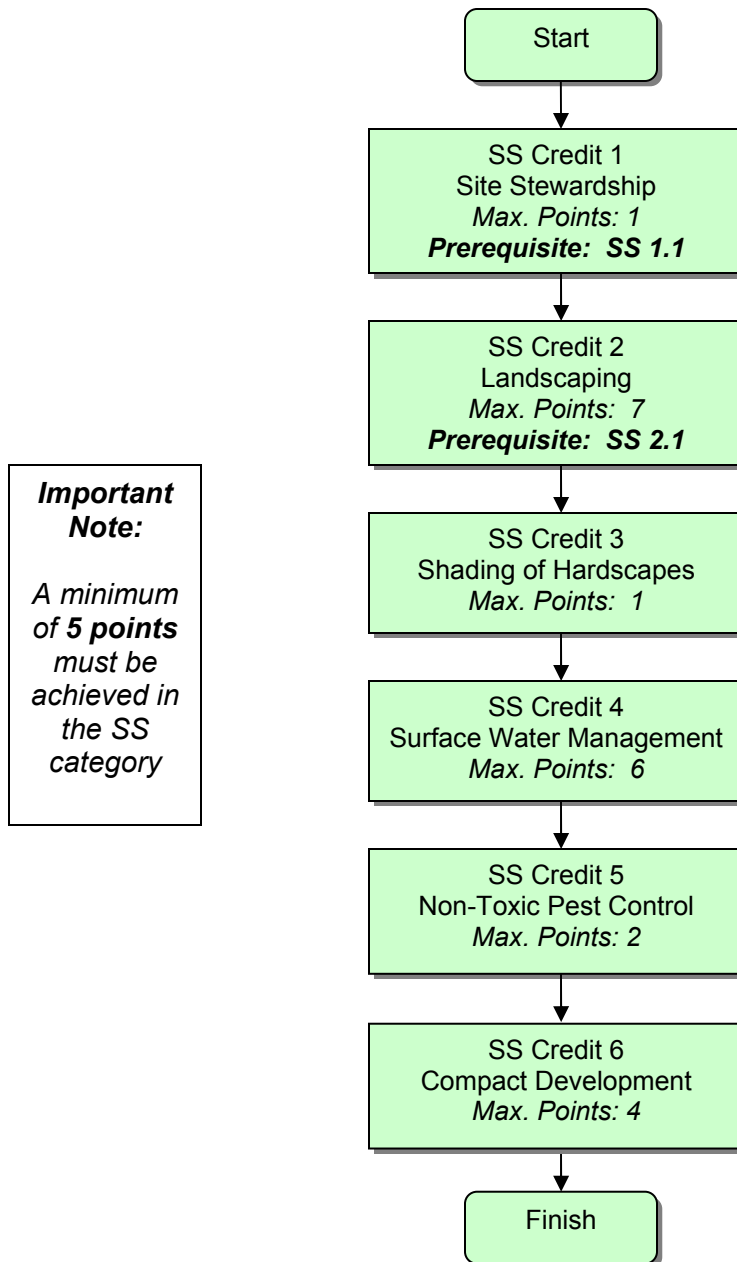 Start
SS Credit 1
Site Stewardship
Max. Points: 1
Prerequisite: SS 1.1
SS Credit 2
Landscaping
Max. Points: 7
Prerequisite: SS 2.1
Important
Note:
A minimum
of 5 points
must be
achieved in
the SS
category
SS Credit 3
Shading of Hardscapes
Max. Points: 1
SS Credit 4
Surface Water Management
Max. Points: 6
SS Credit 5
Non-Toxic Pest Control
Max. Points: 2
SS Credit 6
Compact Development
Max. Points: 4
Finish